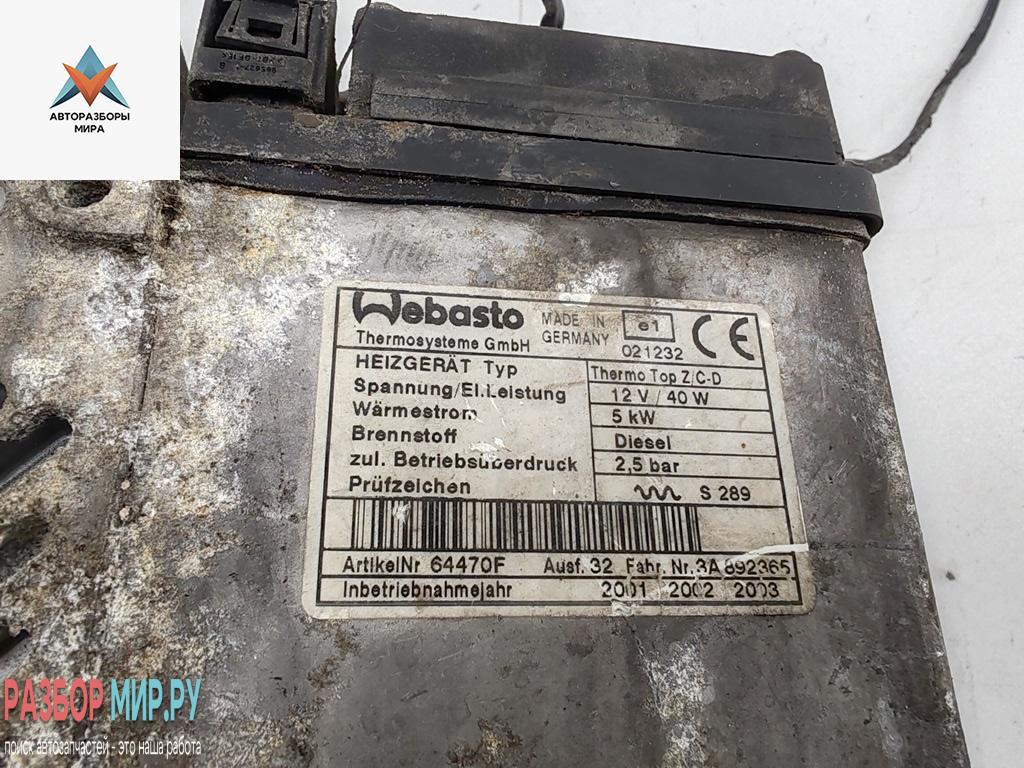 АВТОРАЗБОРЫ
МИРА
Webasto
Thermosysteme GmbH
MADE IN
GERMANY
e1
021232
CE
HEIZGERÄT Typ Thermo Top Z/C-D
Spannung/El.Leistung 12 V / 40 W
Wärmestrom 5 kW
Brennstoff Diesel
zul. Betriebsüberdruck 2,5 bar
Prüfzeichen S 289
ArtikelNr 64470F Ausf. 32 Fabr. Nr. 3A 892365
Inbetriebnahmejahr 2001 2002 2003
РАЗБОР МИР.РУ
поиск автозапчастей - это наша работа